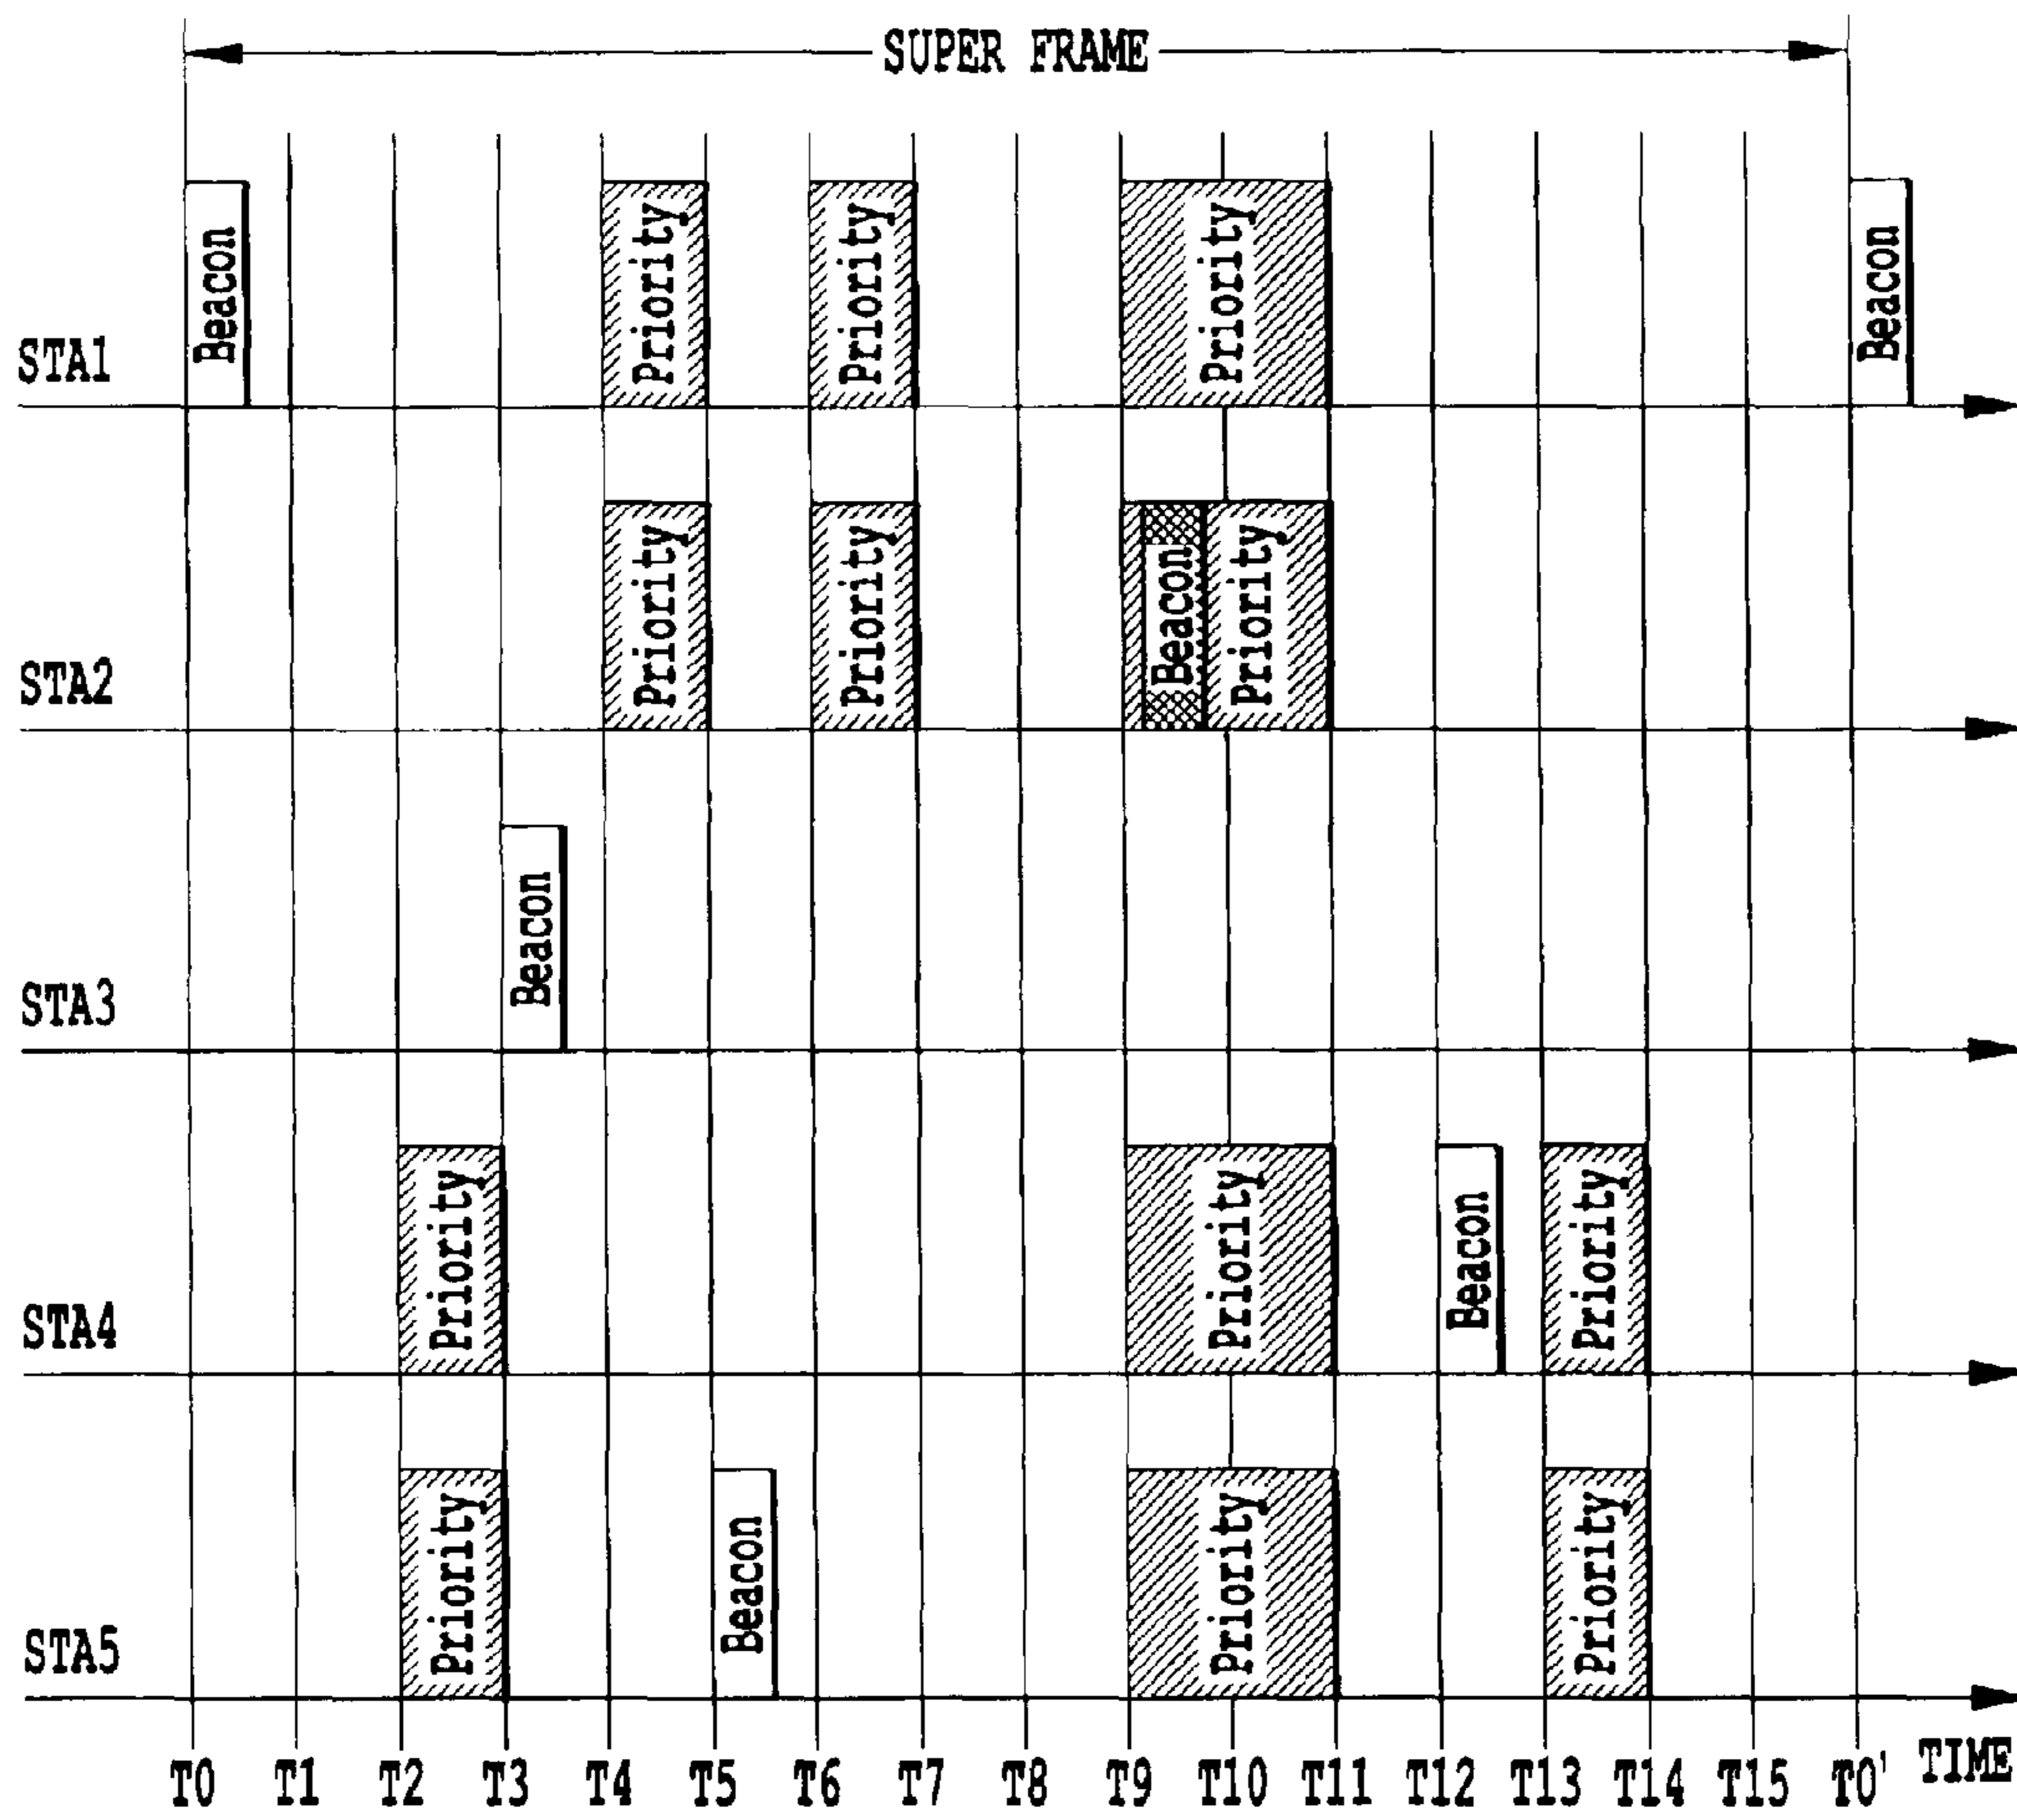 SUPER FRAME
Beacon
Priority
Priority
Priority
Beacon
STA1
Priority
Priority
Beacon
Priority
STA2
Beacon
STA3
Priority
Priority
Beacon
Priority
STA4
Priority
Beacon
Priority
Priority
STA5
T0 T1 T2 T3 T4 T5 T6 T7 T8 T9 T10 T11 T12 T13 T14 T15 T0' TIME